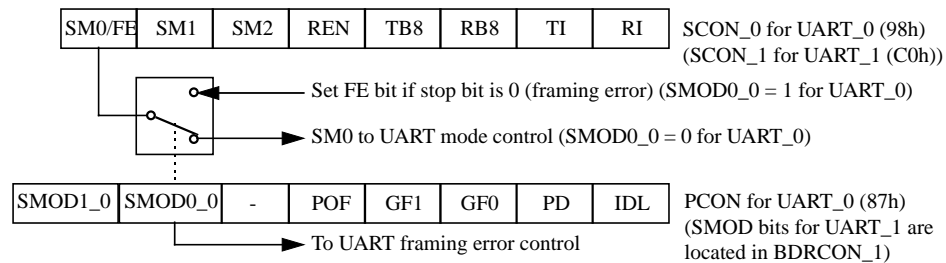 SM0/FE SM1 SM2 REN TB8 RB8 TI RI
SCON_0 for UART_0 (98h)
(SCON_1 for UART_1 (C0h))
Set FE bit if stop bit is 0 (framing error) (SMOD0_0 = 1 for UART_0)
SM0 to UART mode control (SMOD0_0 = 0 for UART_0)
SMOD1_0 SMOD0_0 - POF GF1 GF0 PD IDL
PCON for UART_0 (87h)
(SMOD bits for UART_1 are
located in BDRCON_1)
To UART framing error control